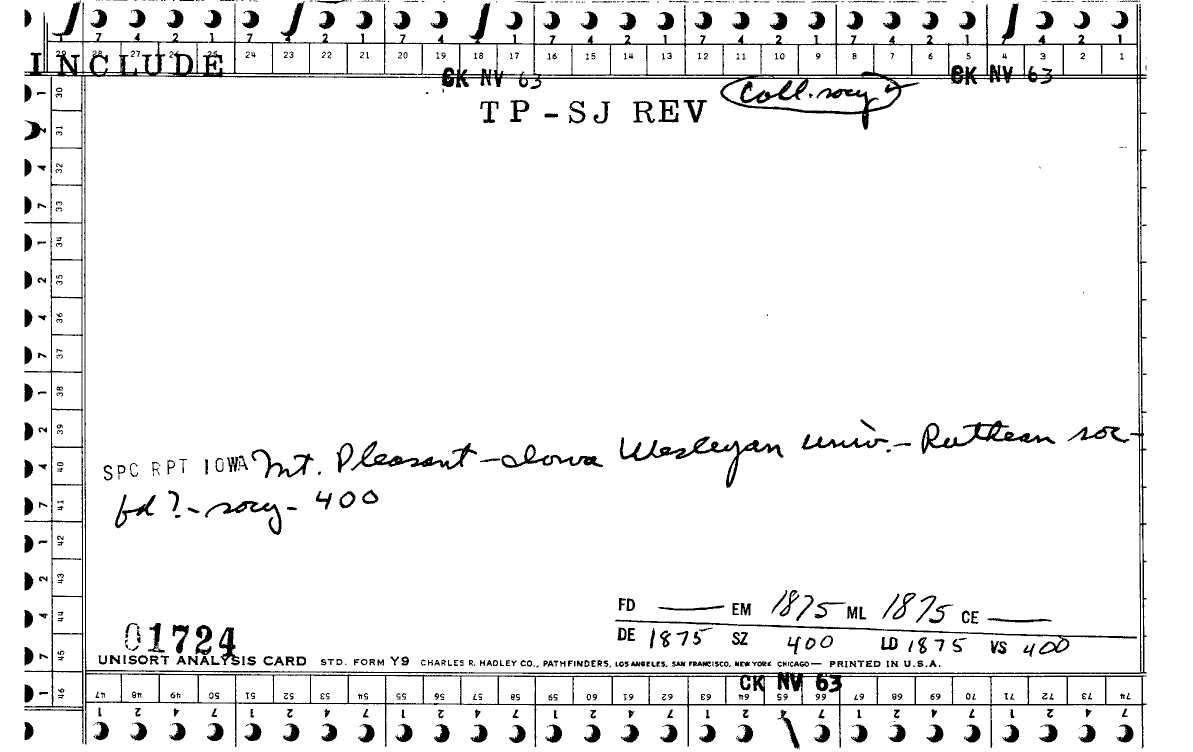 7 4 2 1 7 4 2 1 7 4 2 1 7 4 2 1 7 4 2 1 7 4 2 1
29 28 27 26 25 24 23 22 21 20 19 18 17 16 15 14 13 12 11 10 9 8 7 6 5 4 3 2 1
INCLUDE
CK NV 63 CK NV 63
TP-SJ REV Coll. socy
1 30
2 31
4 32
7 33
1 34
2 35
4 36
7 37
1 38
2 39
4 40
7 41
1 42
2 43
4 44
7 45
1 46
SPC RPT IOWA Mt. Pleasant - Iowa Wesleyan Univ. - Ruthean soc -
fd ? - socy - 400
FD — EM 1875 ML 1875 CE —
DE 1875 SZ 400 LD 1875 VS 400
01724
UNISORT ANALYSIS CARD STD. FORM Y9 CHARLES R. HADLEY CO., PATHFINDERS, LOS ANGELES, SAN FRANCISCO, NEW YORK CHICAGO — PRINTED IN U.S.A.
CK NV 63
47 48 49 50 51 52 53 54 55 56 57 58 59 60 61 62 63 64 65 66 67 68 69 70 71 72 73 74
1 2 4 7 1 2 4 7 1 2 4 7 1 2 4 7 1 2 4 7 1 2 4 7 1 2 4 7